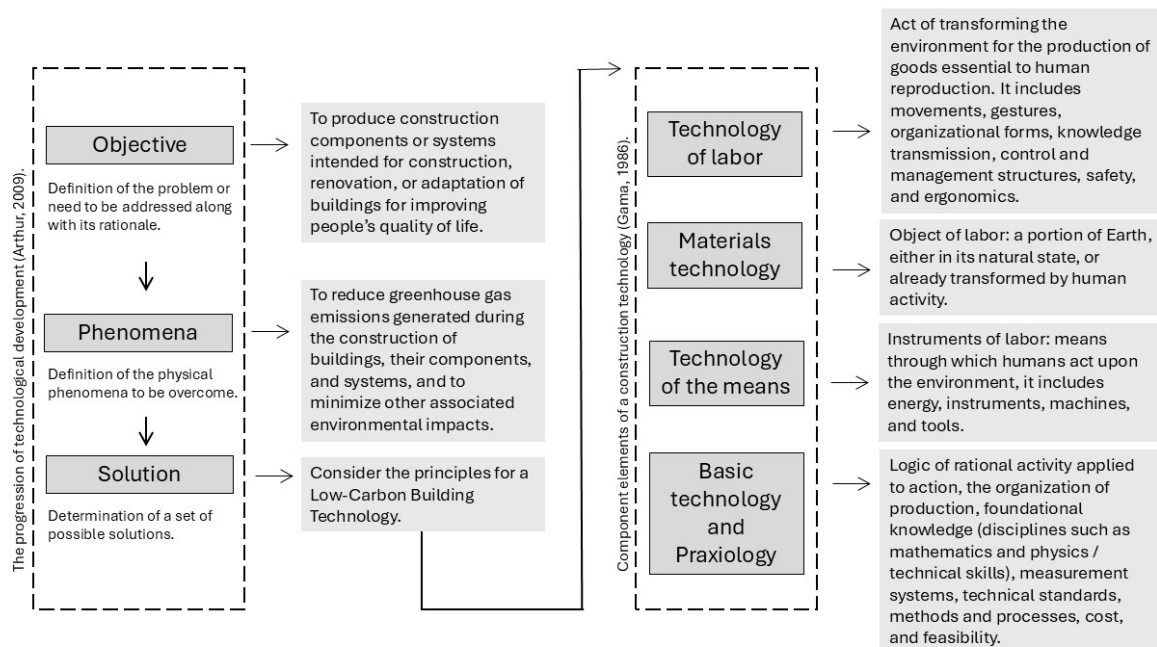 The progression of technological development (Arthur, 2009).
Objective
Definition of the problem or
need to be addressed along
with its rationale.
To produce construction
components or systems
intended for construction,
renovation, or adaptation of
buildings for improving
people's quality of life.
Phenomena
Definition of the physical
phenomena to be overcome.
To reduce greenhouse gas
emissions generated during
the construction of
buildings, their components,
and systems, and to
minimize other associated
environmental impacts.
Solution
Determination of a set of
possible solutions.
Consider the principles for a
Low-Carbon Building
Technology.
Component elements of a construction technology (Gama, 1986).
Technology
of labor
Act of transforming the
environment for the production of
goods essential to human
reproduction. It includes
movements, gestures,
organizational forms, knowledge
transmission, control and
management structures, safety,
and ergonomics.
Materials
technology
Object of labor: a portion of Earth,
either in its natural state, or
already transformed by human
activity.
Technology
of the means
Instruments of labor: means
through which humans act upon
the environment, it includes
energy, instruments, machines,
and tools.
Basic
technology
and
Praxiology
Logic of rational activity applied
to action, the organization of
production, foundational
knowledge (disciplines such as
mathematics and physics /
technical skills), measurement
systems, technical standards,
methods and processes, cost,
and feasibility.